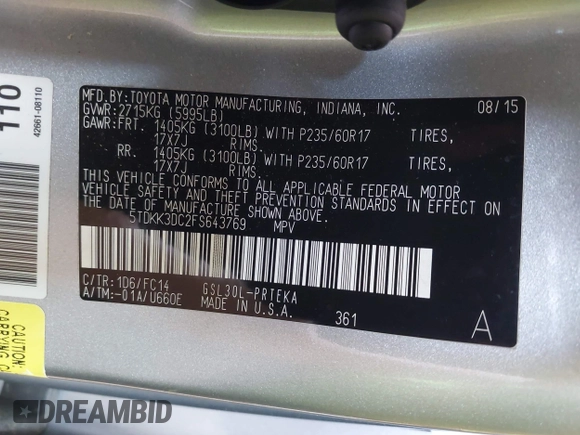 MFD.BY:TOYOTA MOTOR MANUFACTURING, INDIANA, INC. 08/15
GVWR:2715KG (5995LB)
GAWR:FRT. 1405KG (3100LB) WITH P235/60R17 TIRES,
17X7J RIMS.
RR. 1405KG (3100LB) WITH P235/60R17 TIRES,
17X7J RIMS.
THIS VEHICLE CONFORMS TO ALL APPLICABLE FEDERAL MOTOR
VEHICLE SAFETY AND THEFT PREVENTION STANDARDS IN EFFECT ON
THE DATE OF MANUFACTURE SHOWN ABOVE.
5TDKK3DC2FS643769 MPV
C/TR:1D6/FC14 GSL30L-PRTEKA
A/TM:-01A/U660E MADE IN U.S.A.
361 A
110
42661-08110
CAUTION:
CARRYING C
DREAMBID